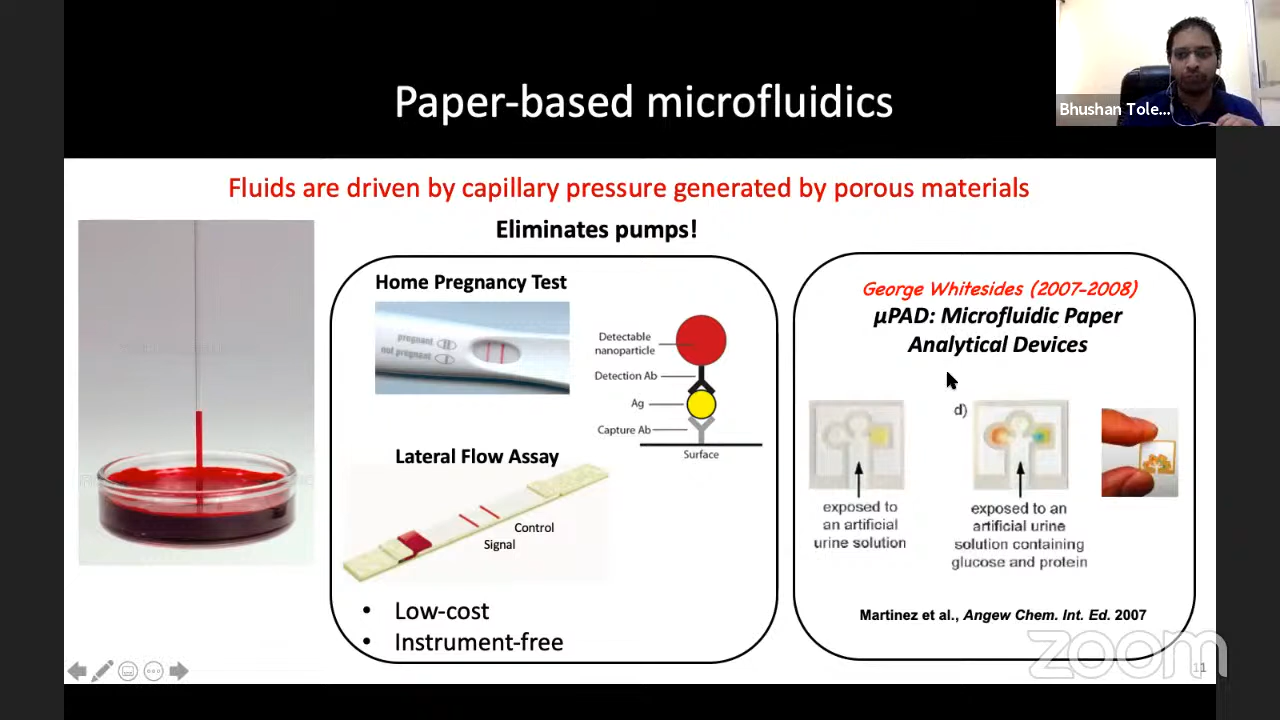 Paper-based microfluidics
Bhushan Tole...
Fluids are driven by capillary pressure generated by porous materials
Eliminates pumps!
Home Pregnancy Test
pregnant
not pregnant
Detectable
nanoparticle
Detection Ab
Ag
Capture Ab
Surface
Lateral Flow Assay
Control
Signal
• Low-cost
• Instrument-free
George Whitesides (2007-2008)
µPAD: Microfluidic Paper
Analytical Devices
d)
exposed to
an artificial
urine solution
exposed to an
artificial urine
solution containing
glucose and protein
Martinez et al., Angew Chem. Int. Ed. 2007
zoom
11